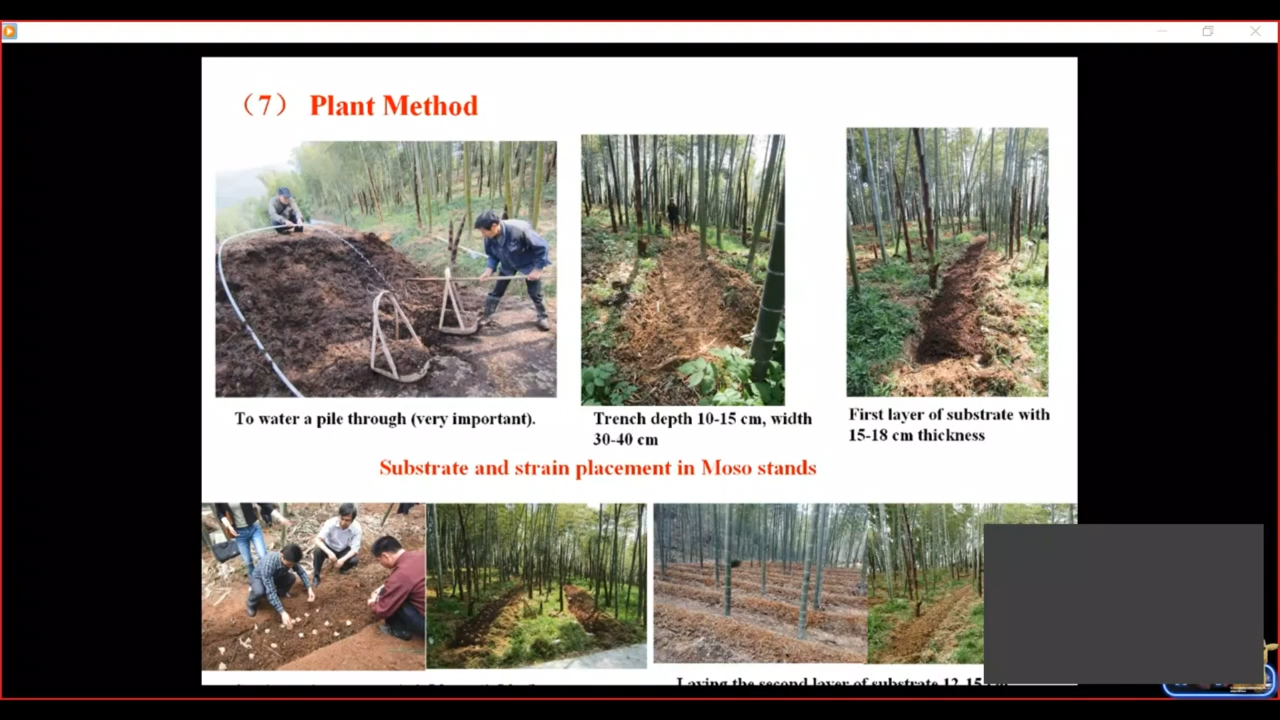 （7） Plant Method
To water a pile through (very important).
Trench depth 10-15 cm, width
30-40 cm
First layer of substrate with
15-18 cm thickness
Substrate and strain placement in Moso stands
Laying the second layer of substrate 12-15